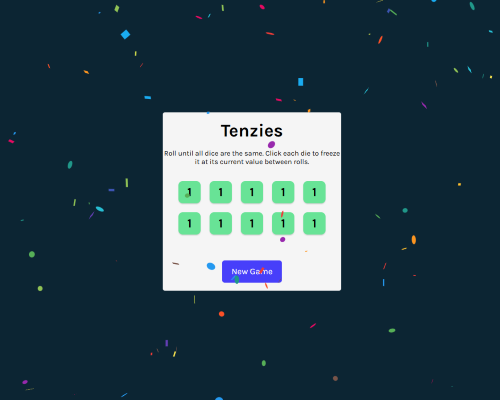 Tenzies
Roll until all dice are the same. Click each die to freeze
it at its current value between rolls.
1 1 1 1 1
1 1 1 1 1
New Game